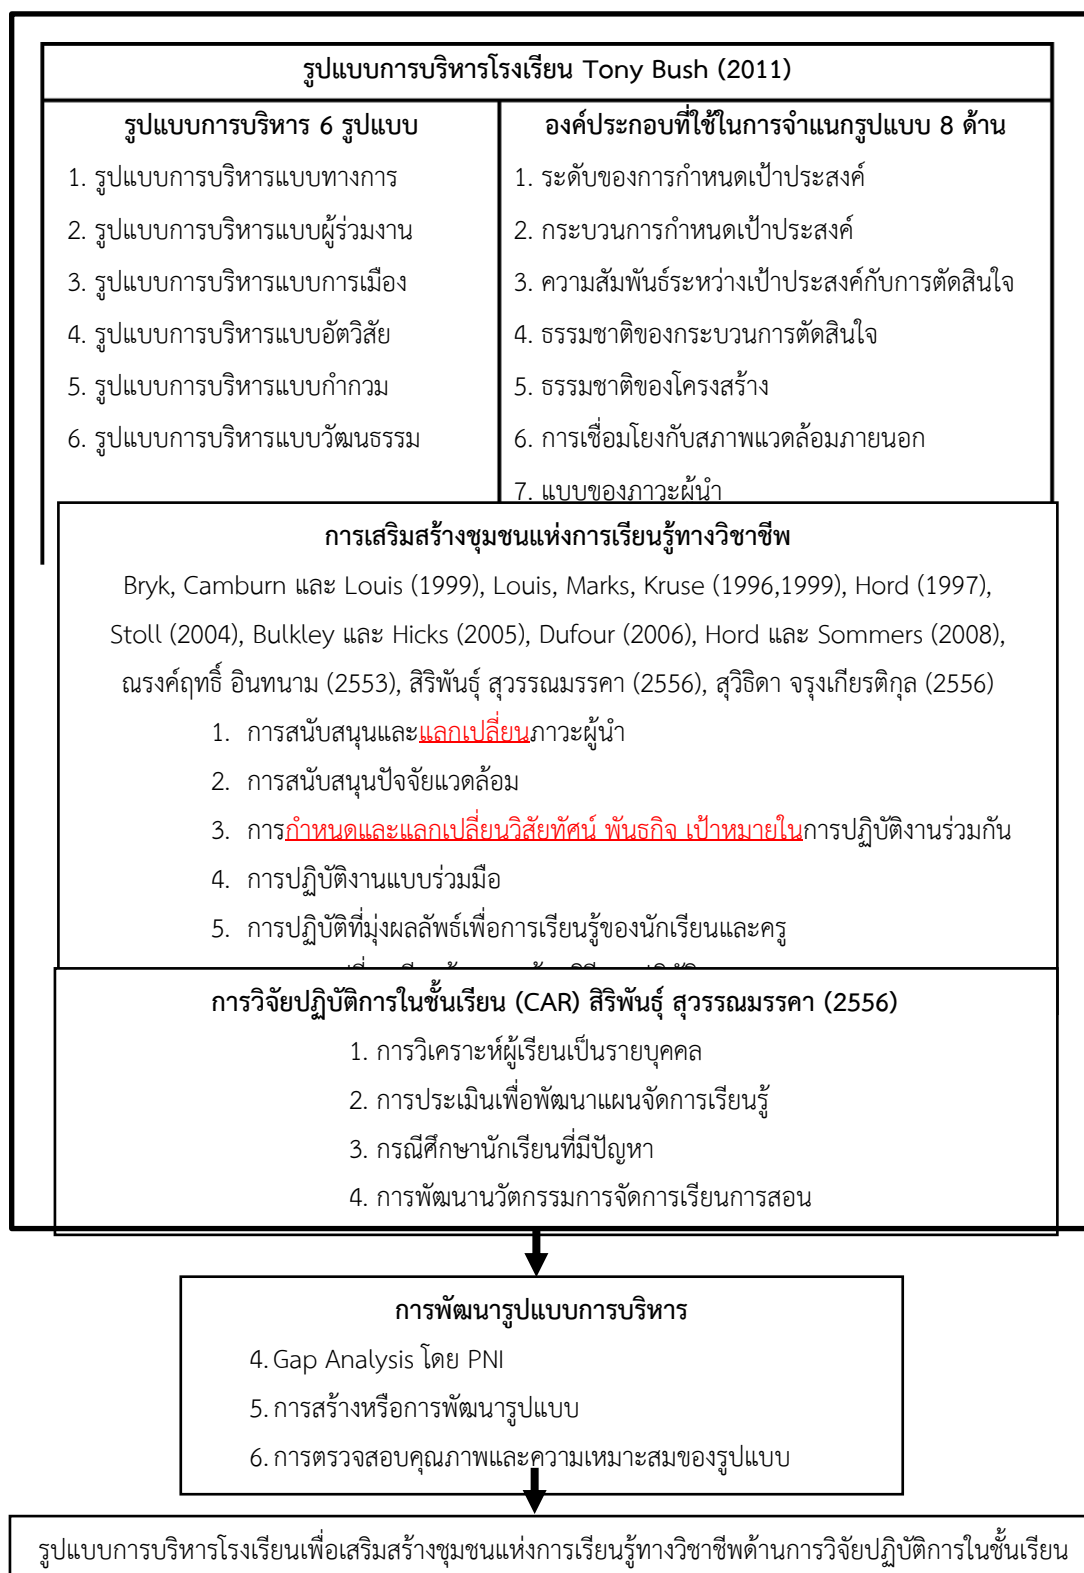 รูปแบบการบริหารโรงเรียน Tony Bush (2011)
รูปแบบการบริหาร 6 รูปแบบ
1. รูปแบบการบริหารแบบทางการ
2. รูปแบบการบริหารแบบผู้ร่วมงาน
3. รูปแบบการบริหารแบบการเมือง
4. รูปแบบการบริหารแบบอัตวิสัย
5. รูปแบบการบริหารแบบกำกวม
6. รูปแบบการบริหารแบบวัฒนธรรม
องค์ประกอบที่ใช้ในการจำแนกรูปแบบ 8 ด้าน
1. ระดับของการกำหนดเป้าประสงค์
2. กระบวนการกำหนดเป้าประสงค์
3. ความสัมพันธ์ระหว่างเป้าประสงค์กับการตัดสินใจ
4. ธรรมชาติของกระบวนการตัดสินใจ
5. ธรรมชาติของโครงสร้าง
6. การเชื่อมโยงกับสภาพแวดล้อมภายนอก
7. แบบของภาวะผู้นำ
การเสริมสร้างชุมชนแห่งการเรียนรู้ทางวิชาชีพ
Bryk, Camburn และ Louis (1999), Louis, Marks, Kruse (1996,1999), Hord (1997),
Stoll (2004), Bulkley และ Hicks (2005), Dufour (2006), Hord และ Sommers (2008),
ณรงค์ฤทธิ์ อินทนาม (2553), สิริพันธุ์ สุวรรณมรรคา (2556), สุวิธิดา จรุงเกียรติกุล (2556)
1. การสนับสนุนและแลกเปลี่ยนภาวะผู้นำ
2. การสนับสนุนปัจจัยแวดล้อม
3. การกำหนดและแลกเปลี่ยนวิสัยทัศน์ พันธกิจ เป้าหมายในการปฏิบัติงานร่วมกัน
4. การปฏิบัติงานแบบร่วมมือ
5. การปฏิบัติที่มุ่งผลลัพธ์เพื่อการเรียนรู้ของนักเรียนและครู
การวิจัยปฏิบัติการในชั้นเรียน (CAR) สิริพันธุ์ สุวรรณมรรคา (2556)
1. การวิเคราะห์ผู้เรียนเป็นรายบุคคล
2. การประเมินเพื่อพัฒนาแผนจัดการเรียนรู้
3. กรณีศึกษานักเรียนที่มีปัญหา
4. การพัฒนานวัตกรรมการจัดการเรียนการสอน
การพัฒนารูปแบบการบริหาร
4. Gap Analysis โดย PNI
5. การสร้างหรือการพัฒนารูปแบบ
6. การตรวจสอบคุณภาพและความเหมาะสมของรูปแบบ
รูปแบบการบริหารโรงเรียนเพื่อเสริมสร้างชุมชนแห่งการเรียนรู้ทางวิชาชีพด้านการวิจัยปฏิบัติการในชั้นเรียน